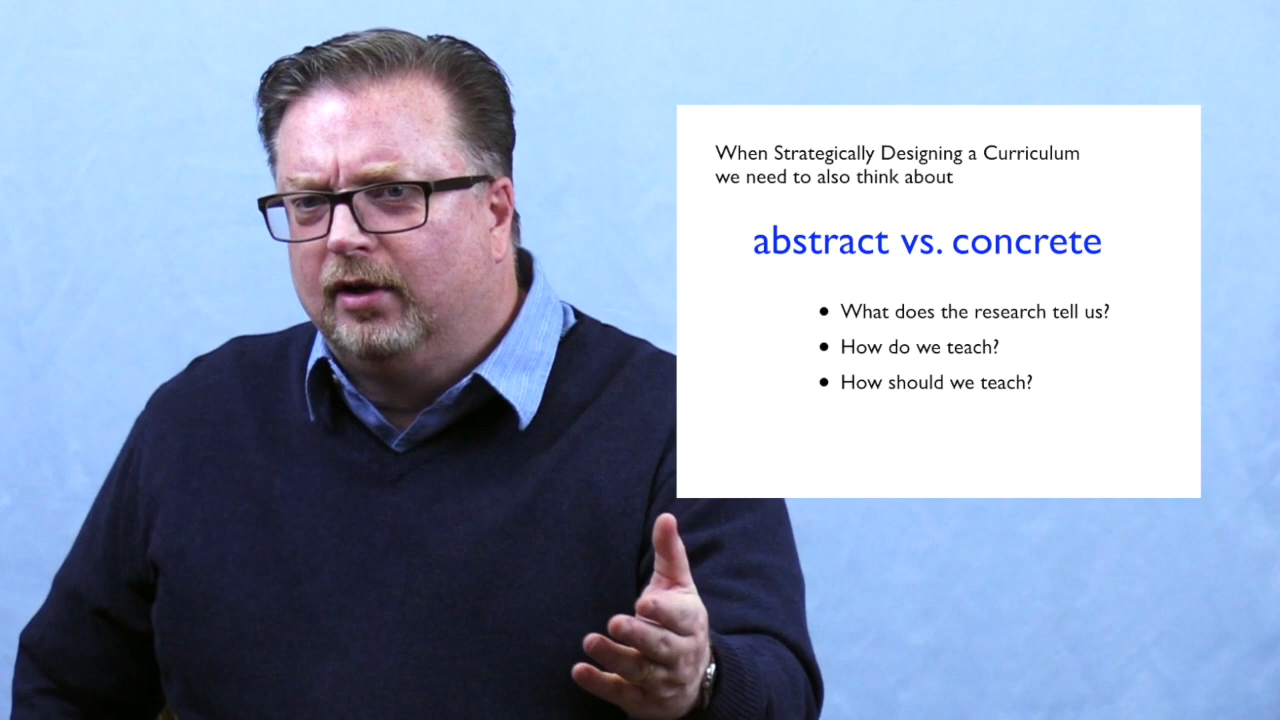 When Strategically Designing a Curriculum
we need to also think about
abstract vs. concrete
• What does the research tell us?
• How do we teach?
• How should we teach?